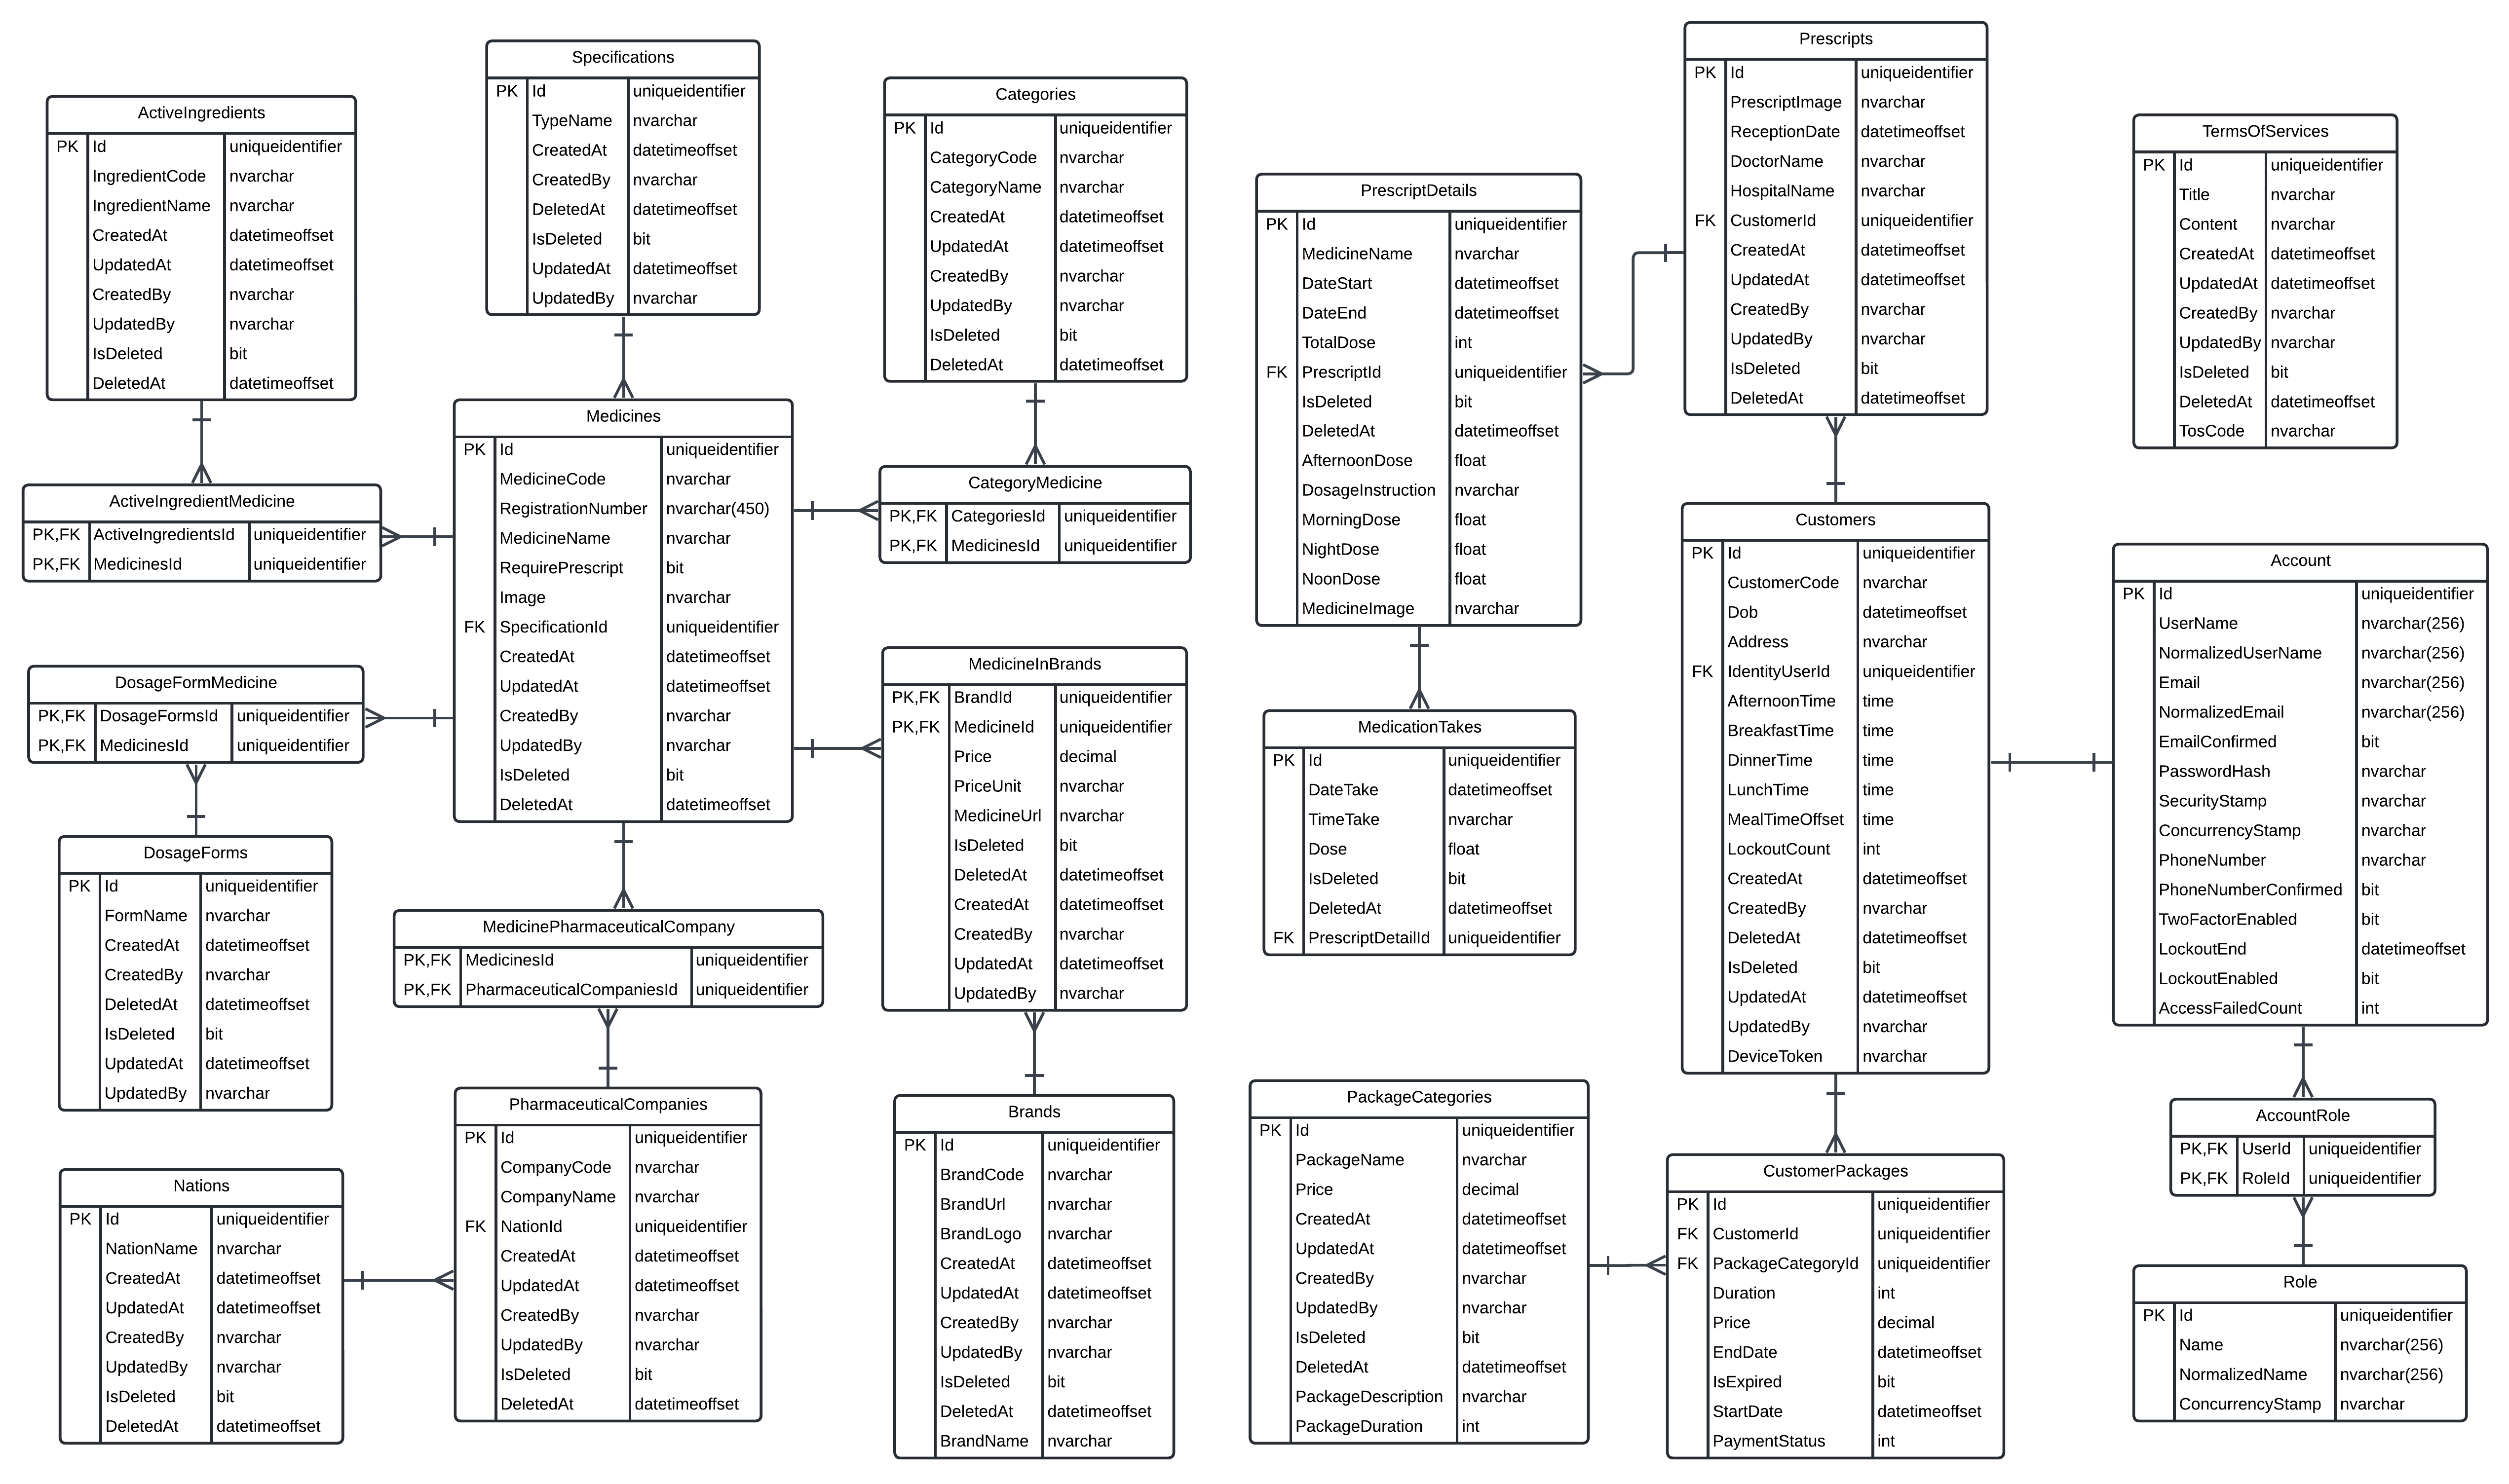 Specifications
PK Id uniqueidentifier
TypeName nvarchar
CreatedAt datetimeoffset
CreatedBy nvarchar
DeletedAt datetimeoffset
IsDeleted bit
UpdatedAt datetimeoffset
UpdatedBy nvarchar
ActiveIngredients
PK Id uniqueidentifier
IngredientCode nvarchar
IngredientName nvarchar
CreatedAt datetimeoffset
UpdatedAt datetimeoffset
CreatedBy nvarchar
UpdatedBy nvarchar
IsDeleted bit
DeletedAt datetimeoffset
Categories
PK Id uniqueidentifier
CategoryCode nvarchar
CategoryName nvarchar
CreatedAt datetimeoffset
UpdatedAt datetimeoffset
CreatedBy nvarchar
UpdatedBy nvarchar
IsDeleted bit
DeletedAt datetimeoffset
ActiveIngredientMedicine
PK,FK ActiveIngredientsId uniqueidentifier
PK,FK MedicinesId uniqueidentifier
Medicines
PK Id uniqueidentifier
MedicineCode nvarchar
RegistrationNumber nvarchar(450)
MedicineName nvarchar
RequirePrescript bit
Image nvarchar
FK SpecificationId uniqueidentifier
CreatedAt datetimeoffset
UpdatedAt datetimeoffset
CreatedBy nvarchar
UpdatedBy nvarchar
IsDeleted bit
DeletedAt datetimeoffset
CategoryMedicine
PK,FK CategoriesId uniqueidentifier
PK,FK MedicinesId uniqueidentifier
DosageFormMedicine
PK,FK DosageFormsId uniqueidentifier
PK,FK MedicinesId uniqueidentifier
MedicineInBrands
PK,FK BrandId uniqueidentifier
PK,FK MedicineId uniqueidentifier
Price decimal
PriceUnit nvarchar
MedicineUrl nvarchar
IsDeleted bit
DeletedAt datetimeoffset
CreatedAt datetimeoffset
CreatedBy nvarchar
UpdatedAt datetimeoffset
UpdatedBy nvarchar
DosageForms
PK Id uniqueidentifier
FormName nvarchar
CreatedAt datetimeoffset
CreatedBy nvarchar
DeletedAt datetimeoffset
IsDeleted bit
UpdatedAt datetimeoffset
UpdatedBy nvarchar
MedicinePharmaceuticalCompany
PK,FK MedicinesId uniqueidentifier
PK,FK PharmaceuticalCompaniesId uniqueidentifier
Nations
PK Id uniqueidentifier
NationName nvarchar
CreatedAt datetimeoffset
UpdatedAt datetimeoffset
CreatedBy nvarchar
UpdatedBy nvarchar
IsDeleted bit
DeletedAt datetimeoffset
PharmaceuticalCompanies
PK Id uniqueidentifier
CompanyCode nvarchar
CompanyName nvarchar
FK NationId uniqueidentifier
CreatedAt datetimeoffset
UpdatedAt datetimeoffset
CreatedBy nvarchar
UpdatedBy nvarchar
IsDeleted bit
DeletedAt datetimeoffset
Brands
PK Id uniqueidentifier
BrandCode nvarchar
BrandUrl nvarchar
BrandLogo nvarchar
CreatedAt datetimeoffset
UpdatedAt datetimeoffset
CreatedBy nvarchar
UpdatedBy nvarchar
IsDeleted bit
DeletedAt datetimeoffset
BrandName nvarchar
Prescripts
PK Id uniqueidentifier
PrescriptImage nvarchar
ReceptionDate datetimeoffset
DoctorName nvarchar
HospitalName nvarchar
FK CustomerId uniqueidentifier
CreatedAt datetimeoffset
UpdatedAt datetimeoffset
CreatedBy nvarchar
UpdatedBy nvarchar
IsDeleted bit
DeletedAt datetimeoffset
TermsOfServices
PK Id uniqueidentifier
Title nvarchar
Content nvarchar
CreatedAt datetimeoffset
UpdatedAt datetimeoffset
CreatedBy nvarchar
UpdatedBy nvarchar
IsDeleted bit
DeletedAt datetimeoffset
TosCode nvarchar
PrescriptDetails
PK Id uniqueidentifier
MedicineName nvarchar
DateStart datetimeoffset
DateEnd datetimeoffset
TotalDose int
FK PrescriptId uniqueidentifier
IsDeleted bit
DeletedAt datetimeoffset
AfternoonDose float
DosageInstruction nvarchar
MorningDose float
NightDose float
NoonDose float
MedicineImage nvarchar
Customers
PK Id uniqueidentifier
CustomerCode nvarchar
Dob datetimeoffset
Address nvarchar
FK IdentityUserId uniqueidentifier
AfternoonTime time
BreakfastTime time
DinnerTime time
LunchTime time
MealTimeOffset time
LockoutCount int
CreatedAt datetimeoffset
CreatedBy nvarchar
DeletedAt datetimeoffset
IsDeleted bit
UpdatedAt datetimeoffset
UpdatedBy nvarchar
DeviceToken nvarchar
Account
PK Id uniqueidentifier
UserName nvarchar(256)
NormalizedUserName nvarchar(256)
Email nvarchar(256)
NormalizedEmail nvarchar(256)
EmailConfirmed bit
PasswordHash nvarchar
SecurityStamp nvarchar
ConcurrencyStamp nvarchar
PhoneNumber nvarchar
PhoneNumberConfirmed bit
TwoFactorEnabled bit
LockoutEnd datetimeoffset
LockoutEnabled bit
AccessFailedCount int
MedicationTakes
PK Id uniqueidentifier
DateTake datetimeoffset
TimeTake nvarchar
Dose float
IsDeleted bit
DeletedAt datetimeoffset
FK PrescriptDetailId uniqueidentifier
PackageCategories
PK Id uniqueidentifier
PackageName nvarchar
Price decimal
CreatedAt datetimeoffset
UpdatedAt datetimeoffset
CreatedBy nvarchar
UpdatedBy nvarchar
IsDeleted bit
DeletedAt datetimeoffset
PackageDescription nvarchar
PackageDuration int
CustomerPackages
PK Id uniqueidentifier
FK CustomerId uniqueidentifier
FK PackageCategoryId uniqueidentifier
Duration int
Price decimal
EndDate datetimeoffset
IsExpired bit
StartDate datetimeoffset
PaymentStatus int
AccountRole
PK,FK UserId uniqueidentifier
PK,FK RoleId uniqueidentifier
Role
PK Id uniqueidentifier
Name nvarchar(256)
NormalizedName nvarchar(256)
ConcurrencyStamp nvarchar